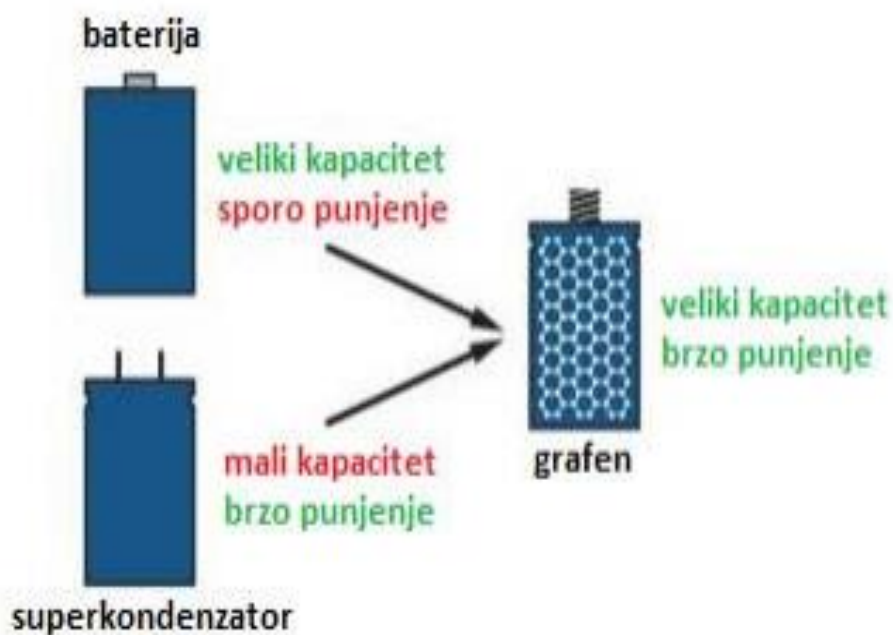 baterija
veliki kapacitet
sporo punjenje
mali kapacitet
brzo punjenje
superkondenzator
veliki kapacitet
brzo punjenje
grafen